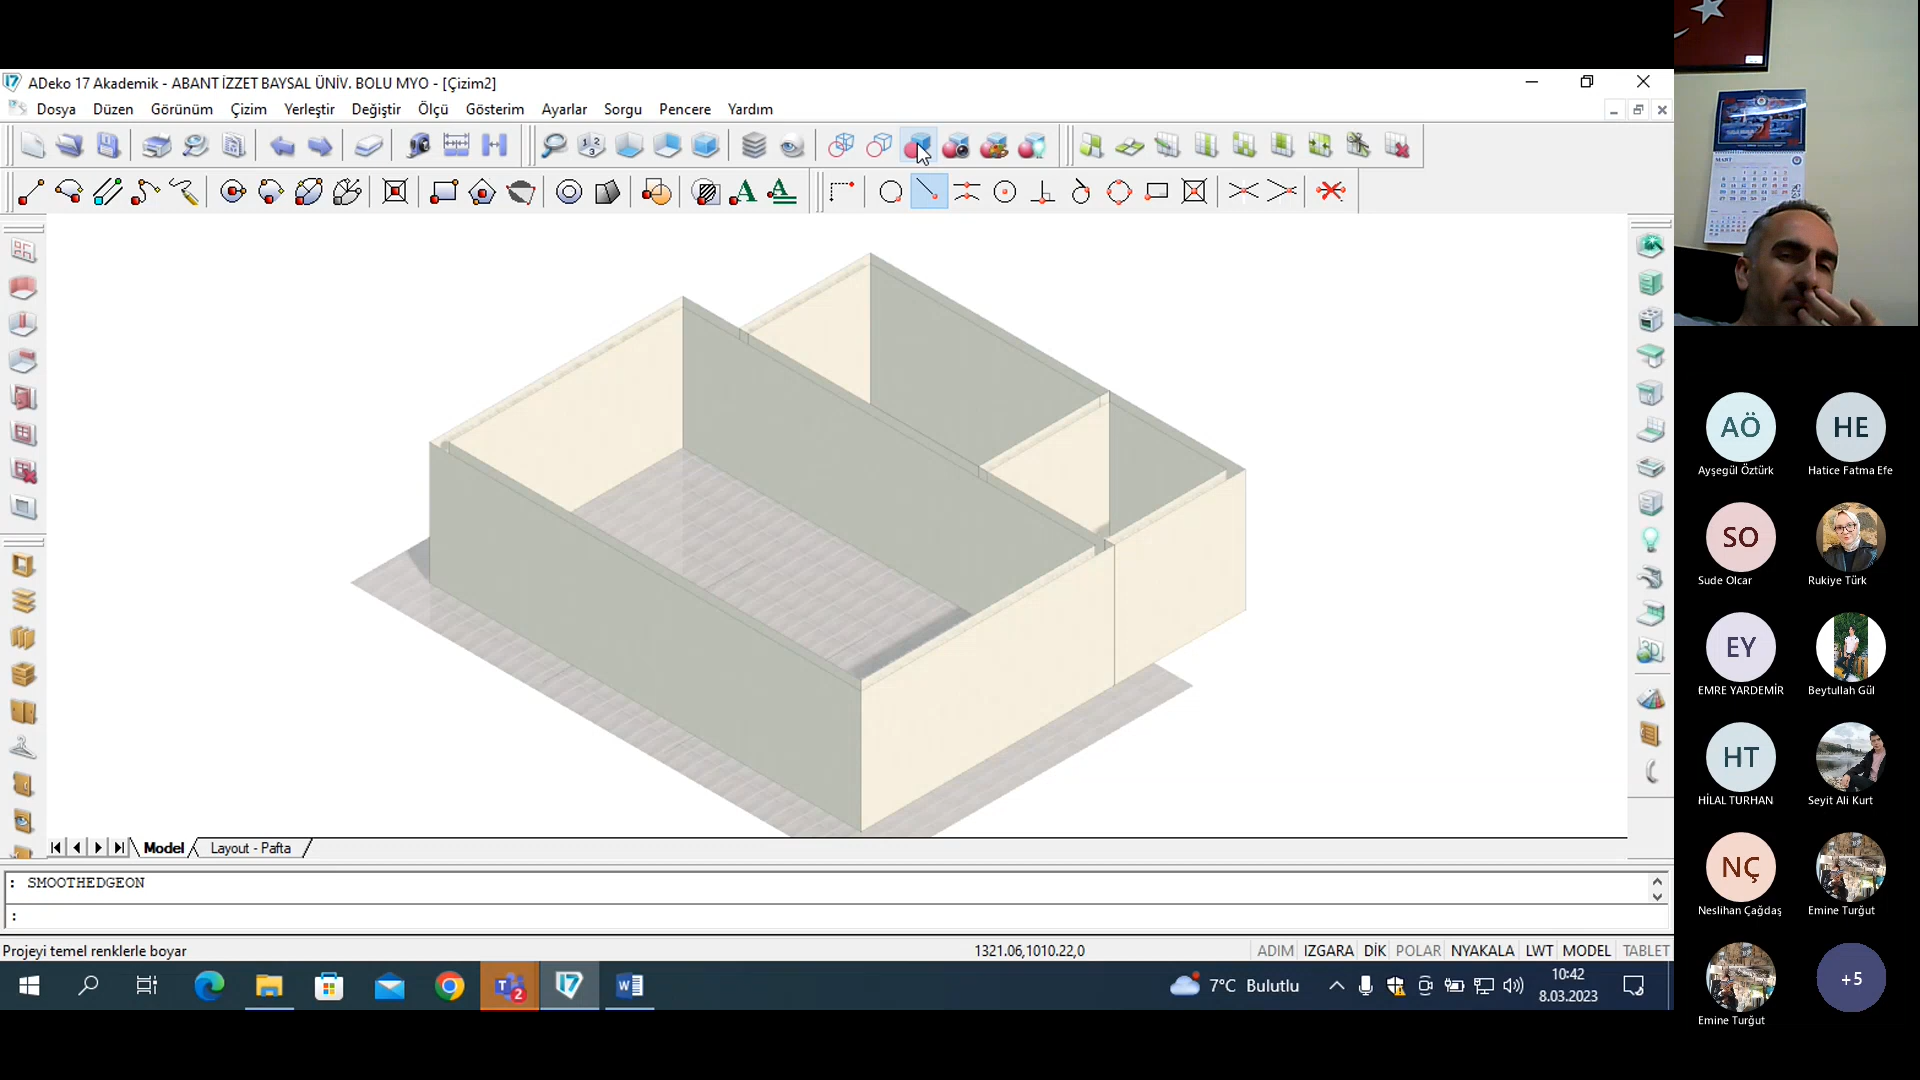 ADeko 17 Akademik - ABANT İZZET BAYSAL ÜNİV. BOLU MYO - [Çizim2]
Dosya Düzen Görünüm Çizim Yerleştir Değiştir Ölçü Gösterim Ayarlar Sorgu Pencere Yardım
Model Layout - Pafta
: SMOOTHEDGEON
:
Projeyi temel renklerle boyar 1321.06,1010.22,0 ADIM IZGARA DİK POLAR NYAKALA LWT MODEL TABLET
7°C Bulutlu
10:42
8.03.2023
MART
AÖ
Ayşegül Öztürk
HE
Hatice Fatma Efe
SO
Sude Olcar
Rukiye Türk
EY
EMRE YARDEMİR
Beytullah Gül
HT
HİLAL TURHAN
Seyit Ali Kurt
NÇ
Neslihan Çağdaş
Emine Turğut
Emine Turğut
+5